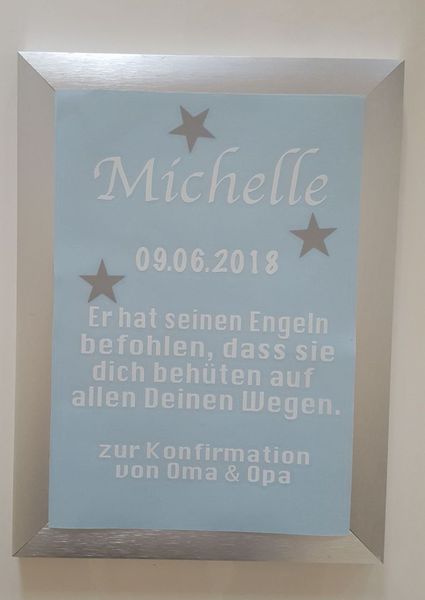 Michelle
09.06.2018
Er hat seinen Engeln
befohlen, dass sie
dich behüten auf
allen Deinen Wegen.
zur Konfirmation
von Oma & Opa